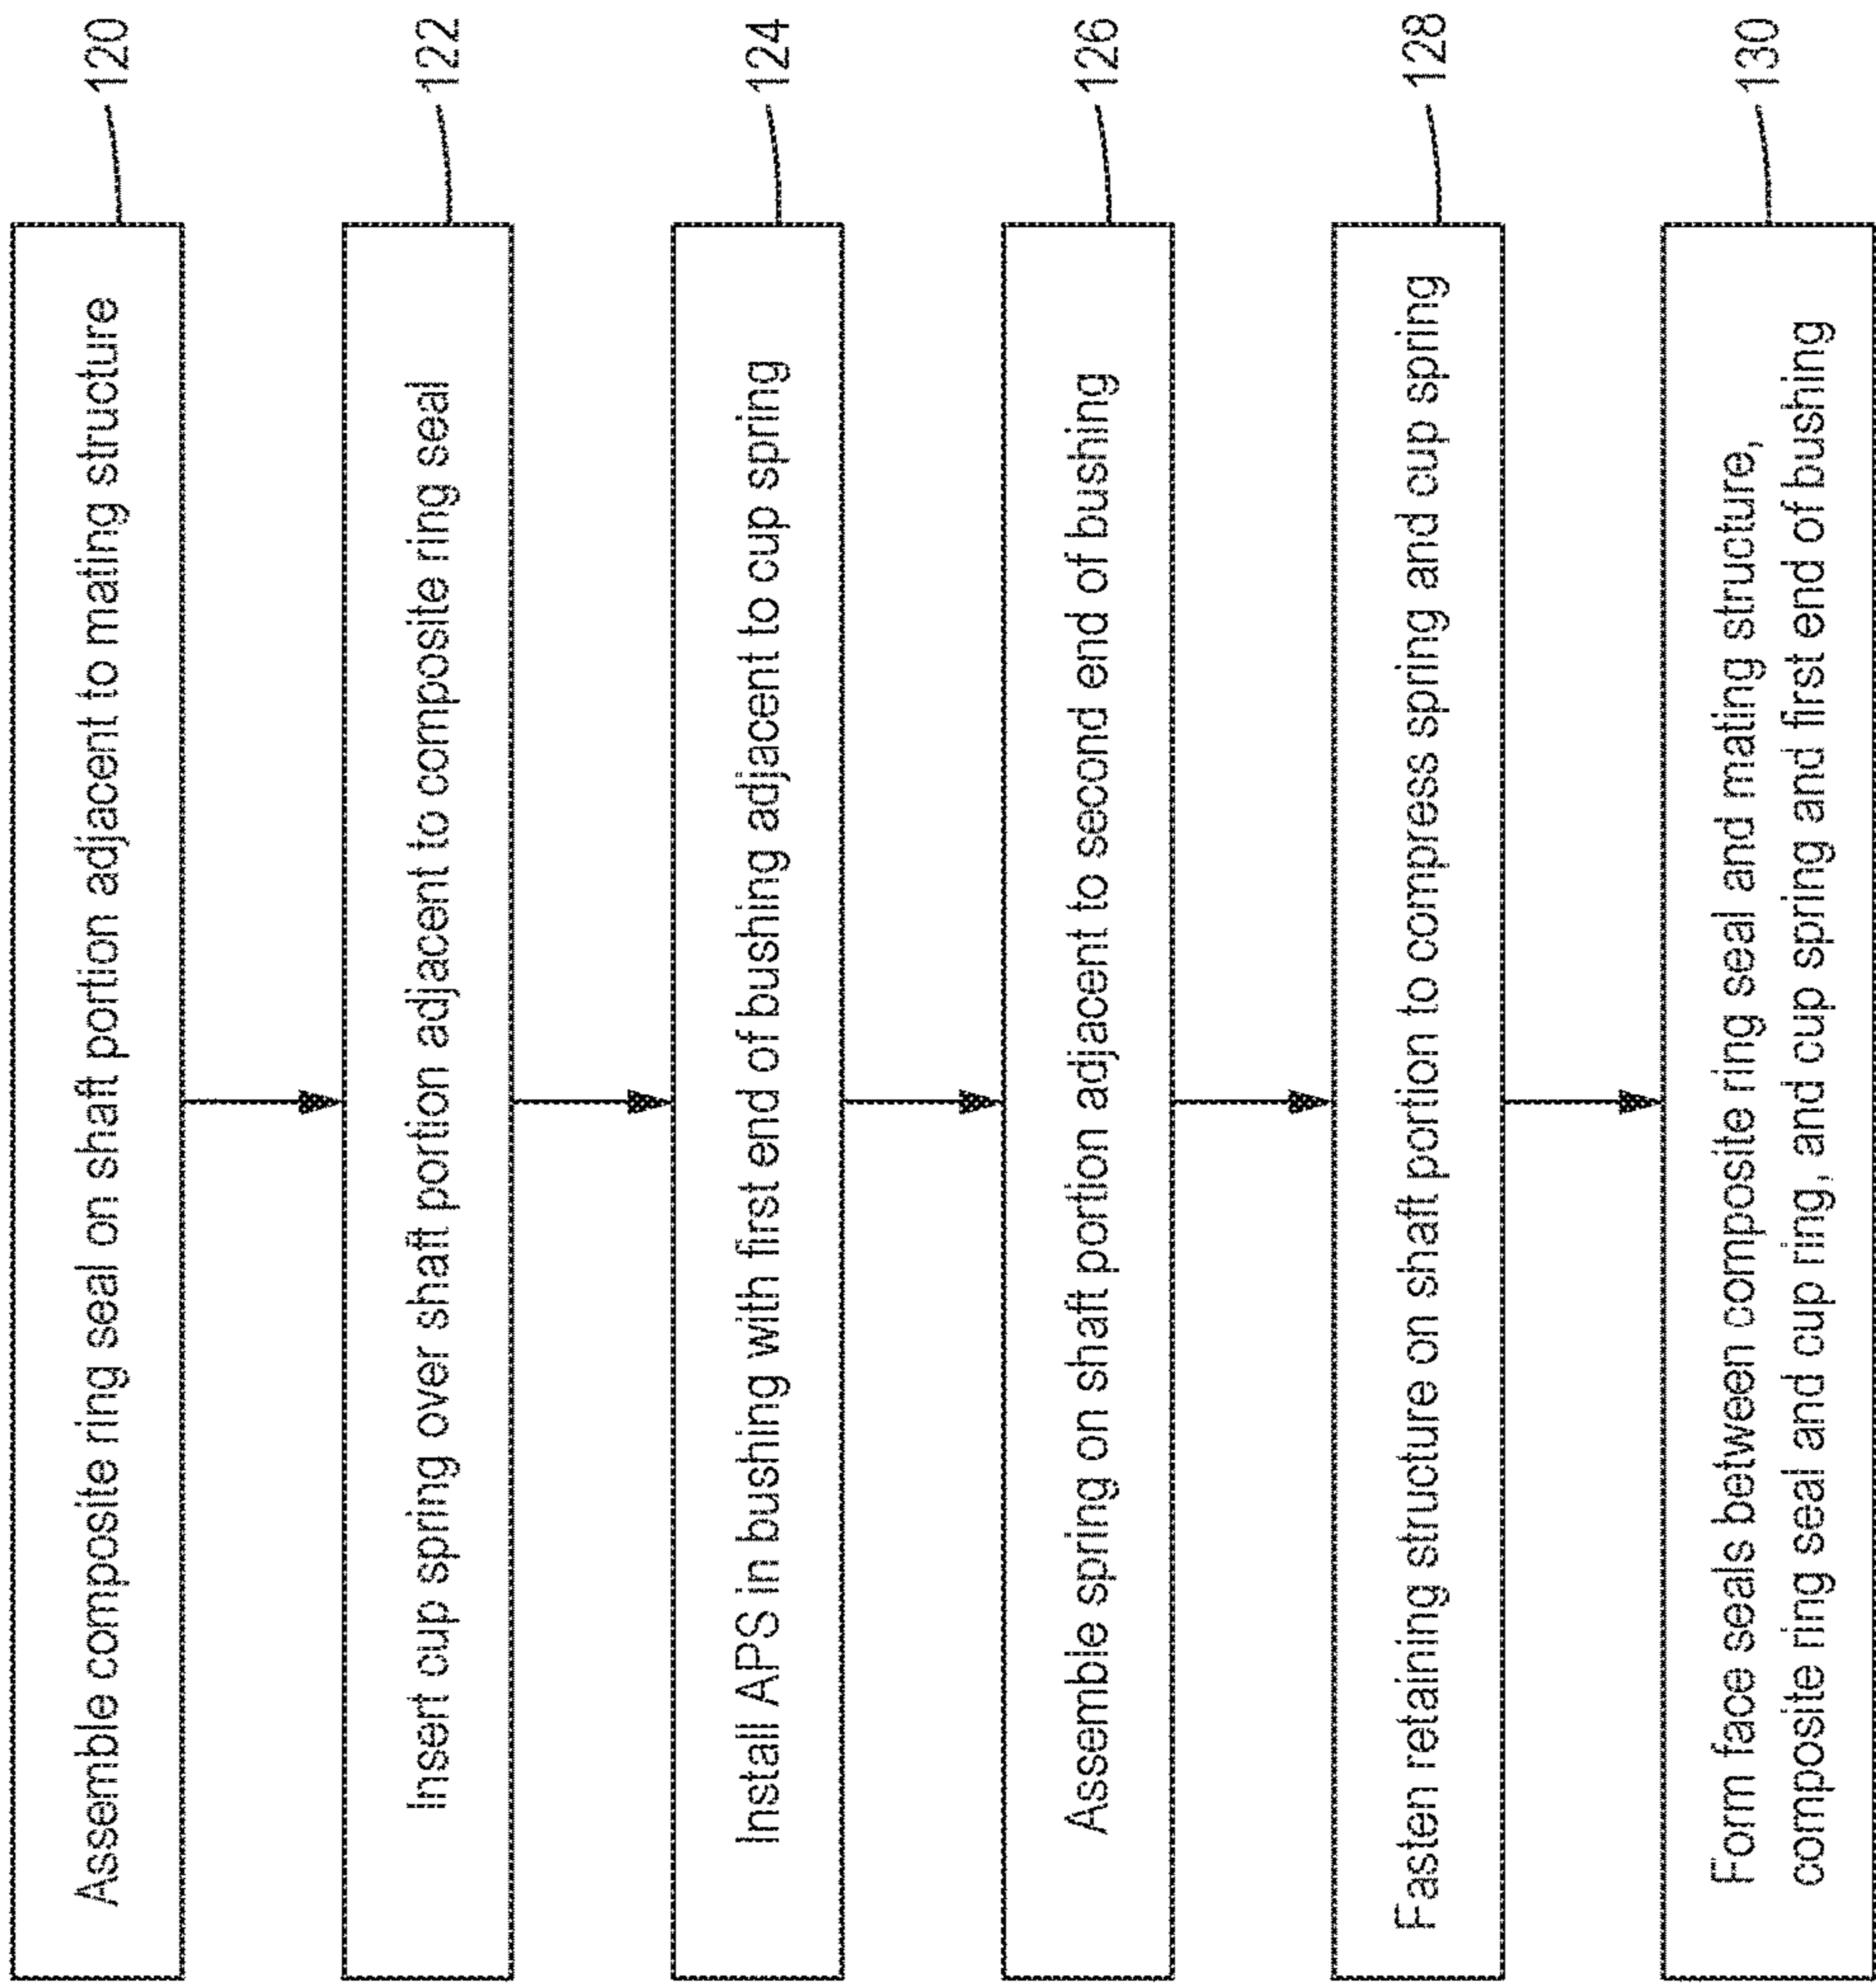 Assemble composite ring seal on shaft portion adjacent to mating structure
120
Insert cup spring over shaft portion adjacent to composite ring seal
122
Install APS in bushing with first end of bushing adjacent to cup spring
124
Assemble spring on shaft portion adjacent to second end of bushing
126
Fasten retaining structure on shaft portion to compress spring and cup spring
128
Form face seals between composite ring seal and mating structure,
composite ring seal and cup ring, and cup spring and first end of bushing
130